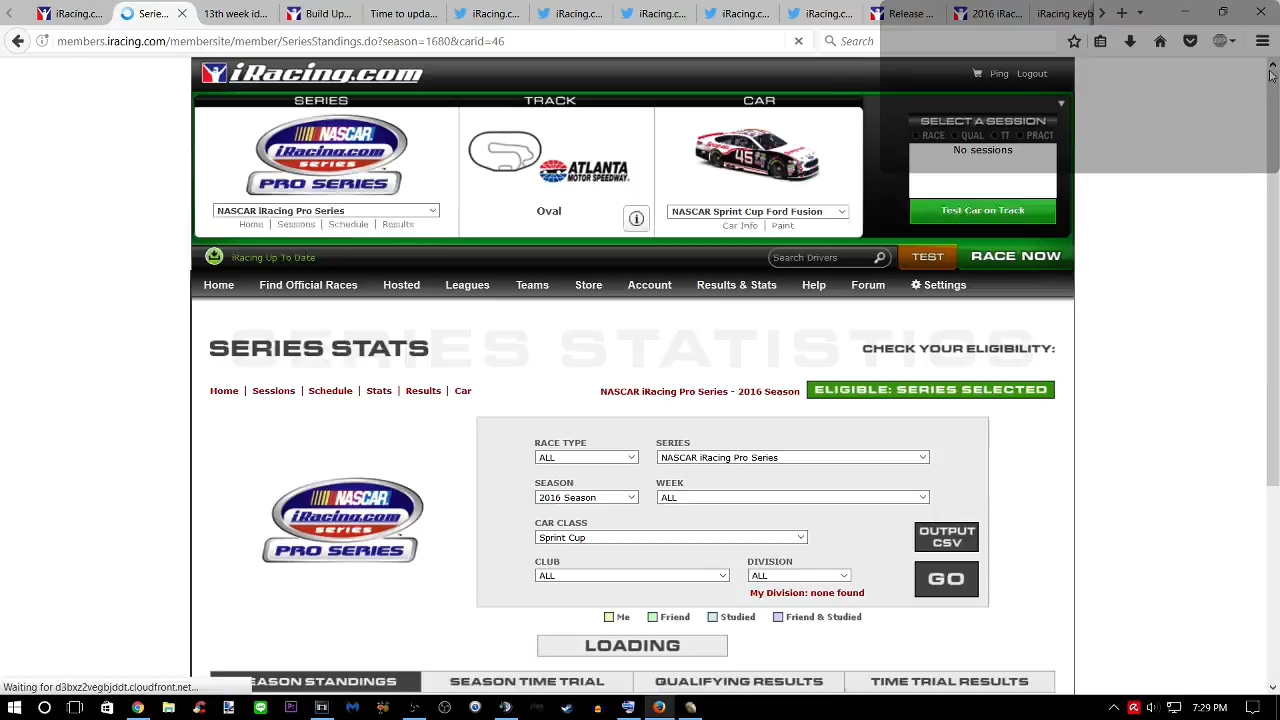 iRacing
Series S
13th iRac
Build Up
Today o
iRacing.
iRacing.
iRacing.
iRacing.
Release
2016 iR
iRacing keyb
members.iracing.com/membersite/member/SeriesStandings.do?season=1680&carid=46
Search
iRacing.com
Ping Logout
SERIES TRACK CAR
SELECT A SESSION
RACE QUAL TT PRACT
No sessions
NASCAR
iRacing.com
series
PRO SERIES
ATLANTA
MOTOR SPEEDWAY
45
Oval
NASCAR iRacing Pro Series
NASCAR Sprint Cup Ford Fusion
Test Car on Track
Home | Sessions | Schedule | Results
Car Info | Paint
iRacing Up To Date
Search Drivers
TEST
RACE NOW
Home Find Official Races Hosted Leagues Teams Store Account Results & Stats Help Forum Settings
SERIES STATISTICS
SERIES STATS
CHECK YOUR ELIGIBILITY:
Home | Sessions | Schedule | Stats | Results | Car
NASCAR iRacing Pro Series - 2016 Season
ELIGIBLE: SERIES SELECTED
RACE TYPE SERIES
ALL NASCAR iRacing Pro Series
SEASON WEEK
2016 Season ALL
CAR CLASS
Sprint Cup
CLUB DIVISION
ALL ALL
My Division: none found
OUTPUT
CSV
GO
NASCAR
iRacing.com
series
PRO SERIES
Me Friend Studied Friend & Studied
LOADING
EASON STANDINGS SEASON TIME TRIAL QUALIFYING RESULTS TIME TRIAL RESULTS
Waiting for d3bxz2vegbjddt.cloudfront.net...
7:29 PM